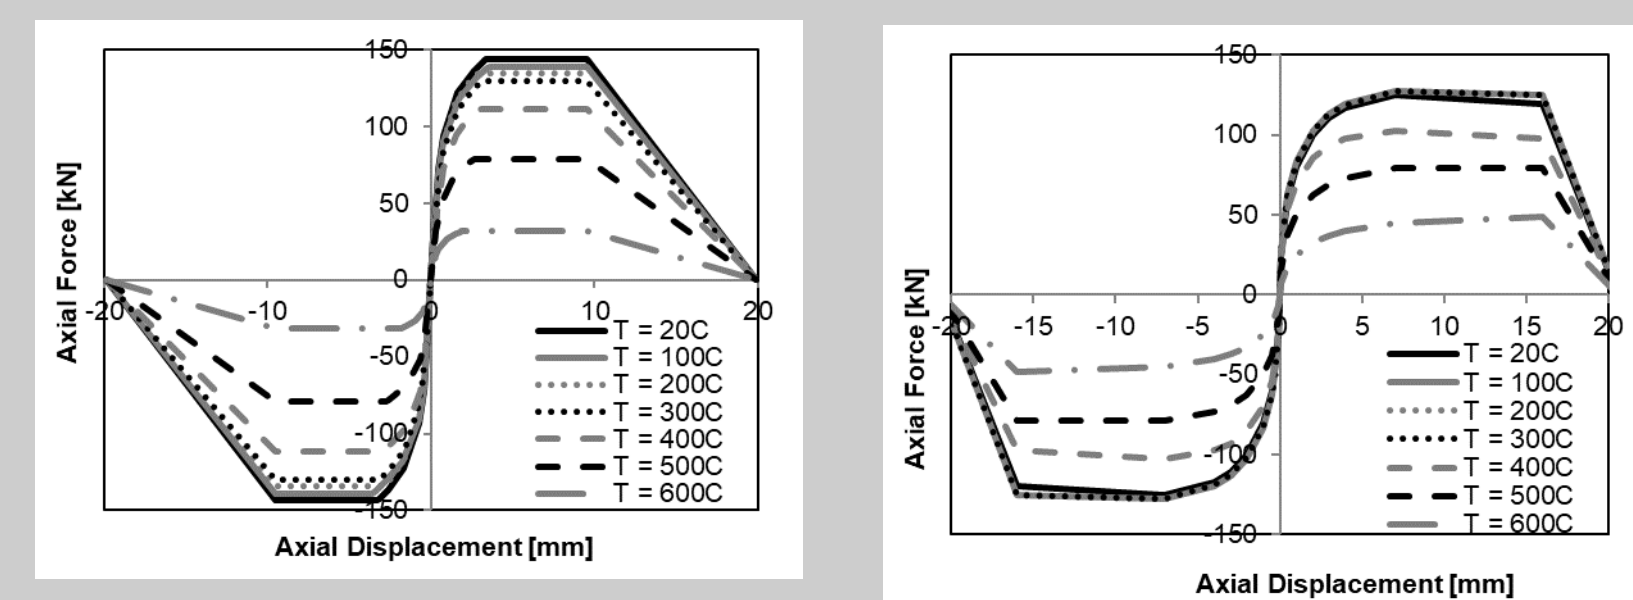 150
100
50
0
-20
-10
0
10
20
-50
-100
-150
Axial Force [kN]
T = 20C
T = 100C
T = 200C
T = 300C
T = 400C
T = 500C
T = 600C
Axial Displacement [mm]
150
100
50
0
-20
-15
-10
-5
0
5
10
15
20
-50
-100
-150
Axial Force [kN]
T = 20C
T = 100C
T = 200C
T = 300C
T = 400C
T = 500C
T = 600C
Axial Displacement [mm]